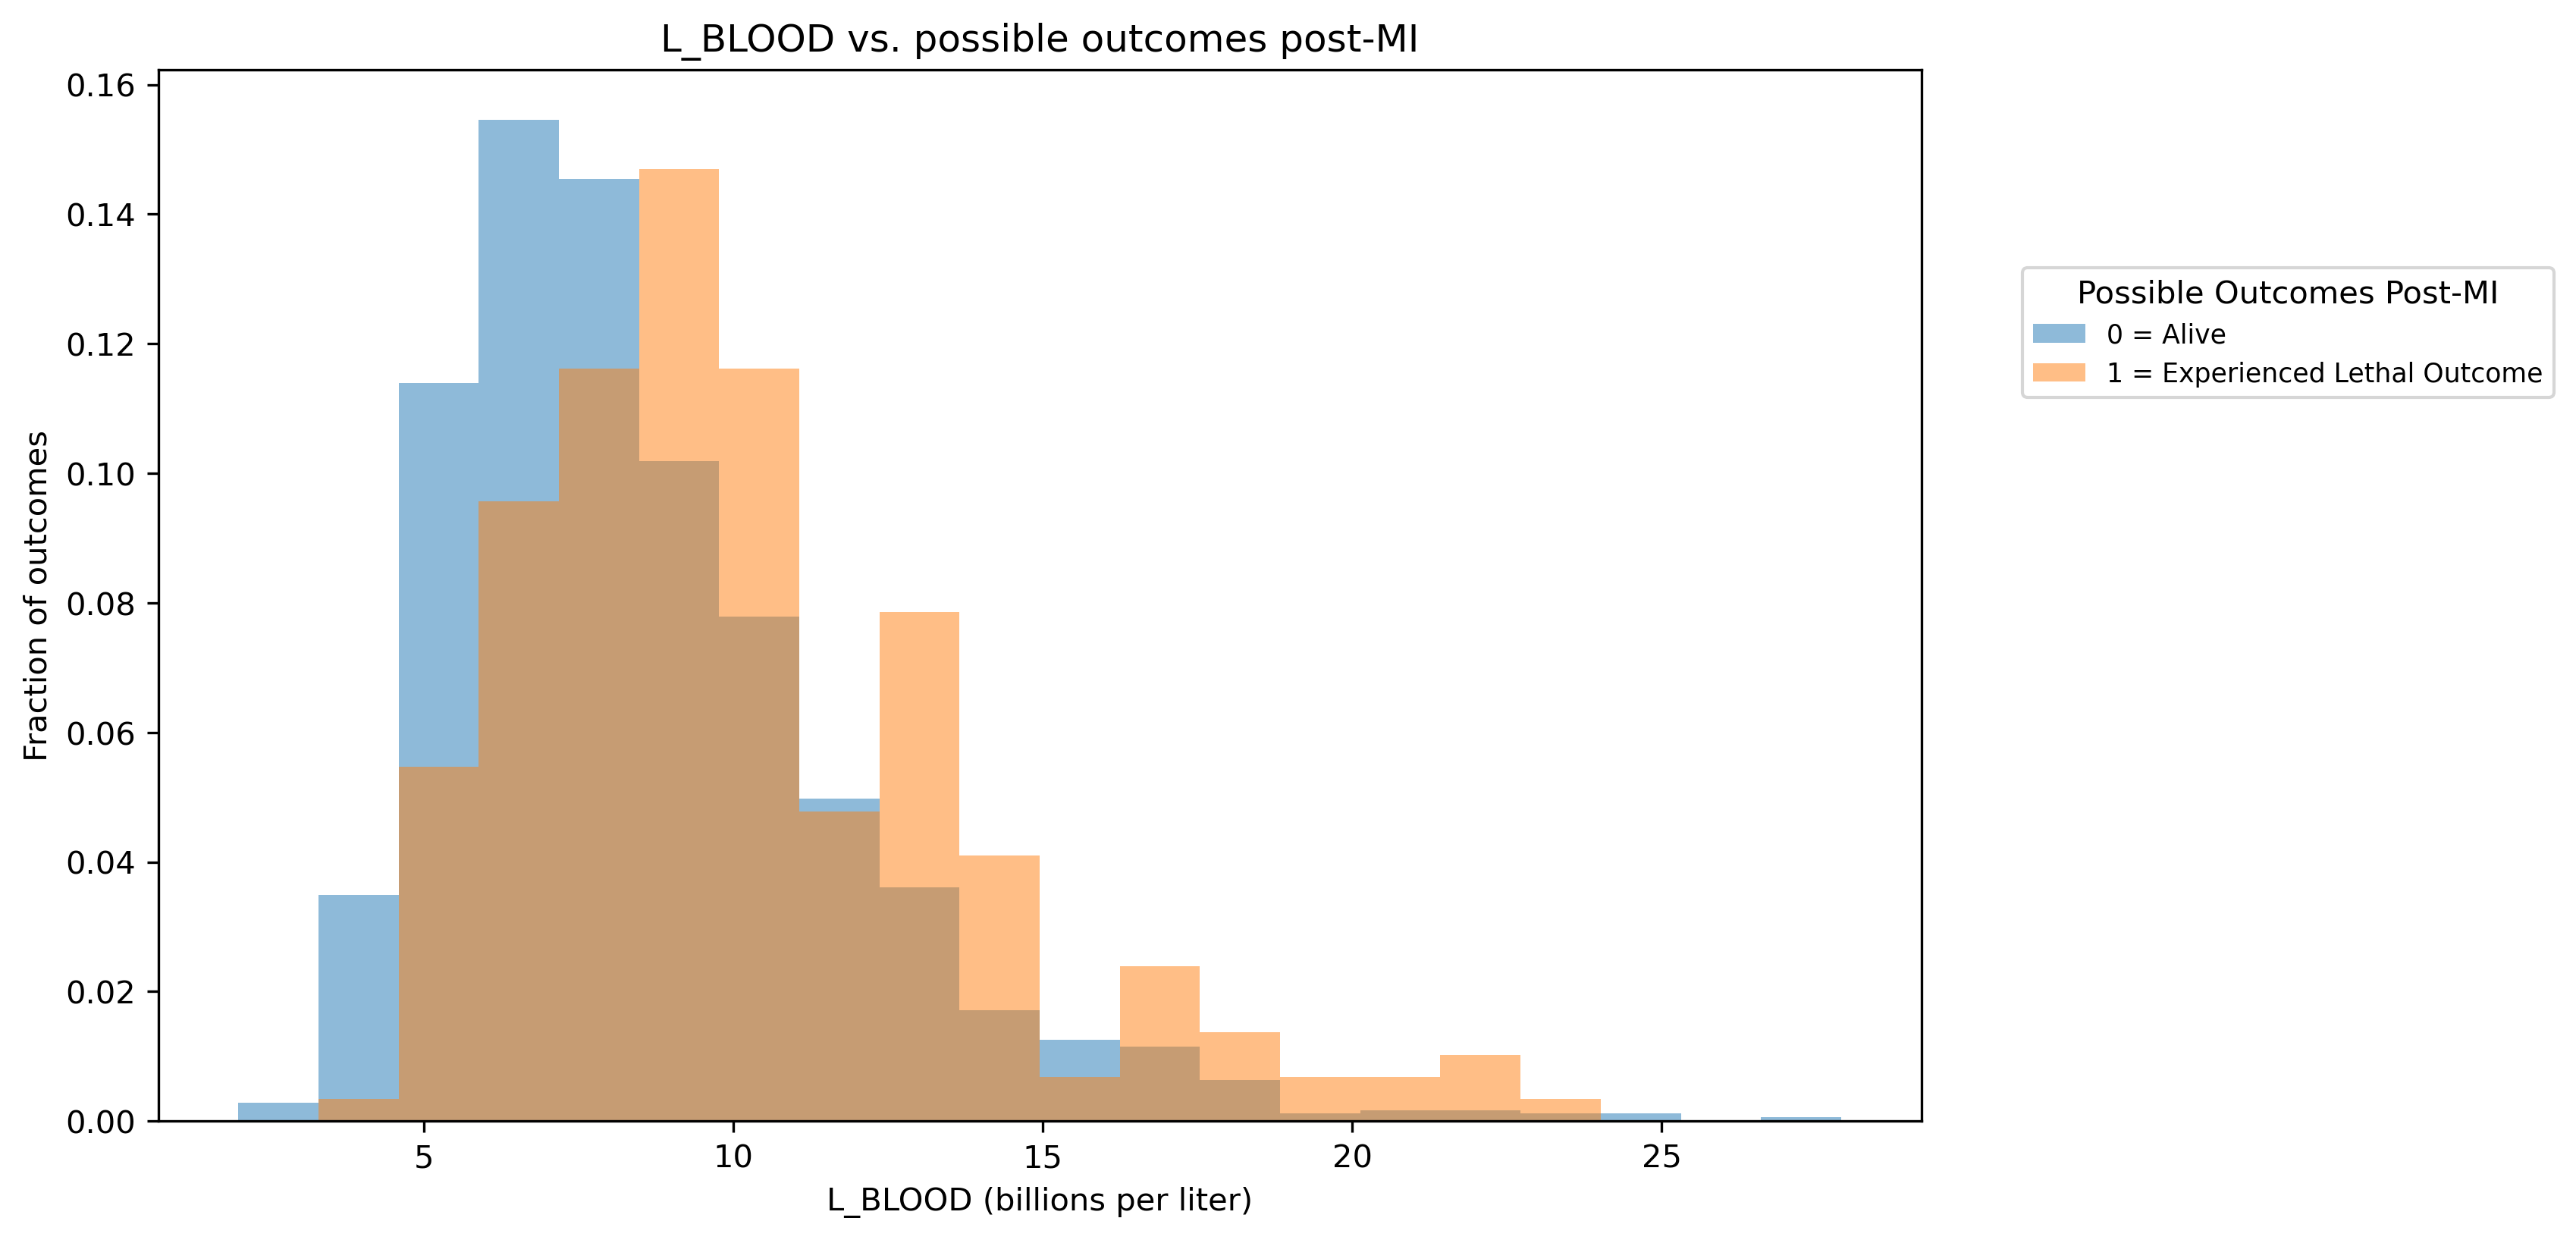 L_BLOOD vs. possible outcomes post-MI
0.16
0.14
0.12
0.10
0.08
0.06
0.04
0.02
0.00
Fraction of outcomes
5 10 15 20 25
L_BLOOD (billions per liter)
Possible Outcomes Post-MI
0 = Alive
1 = Experienced Lethal Outcome